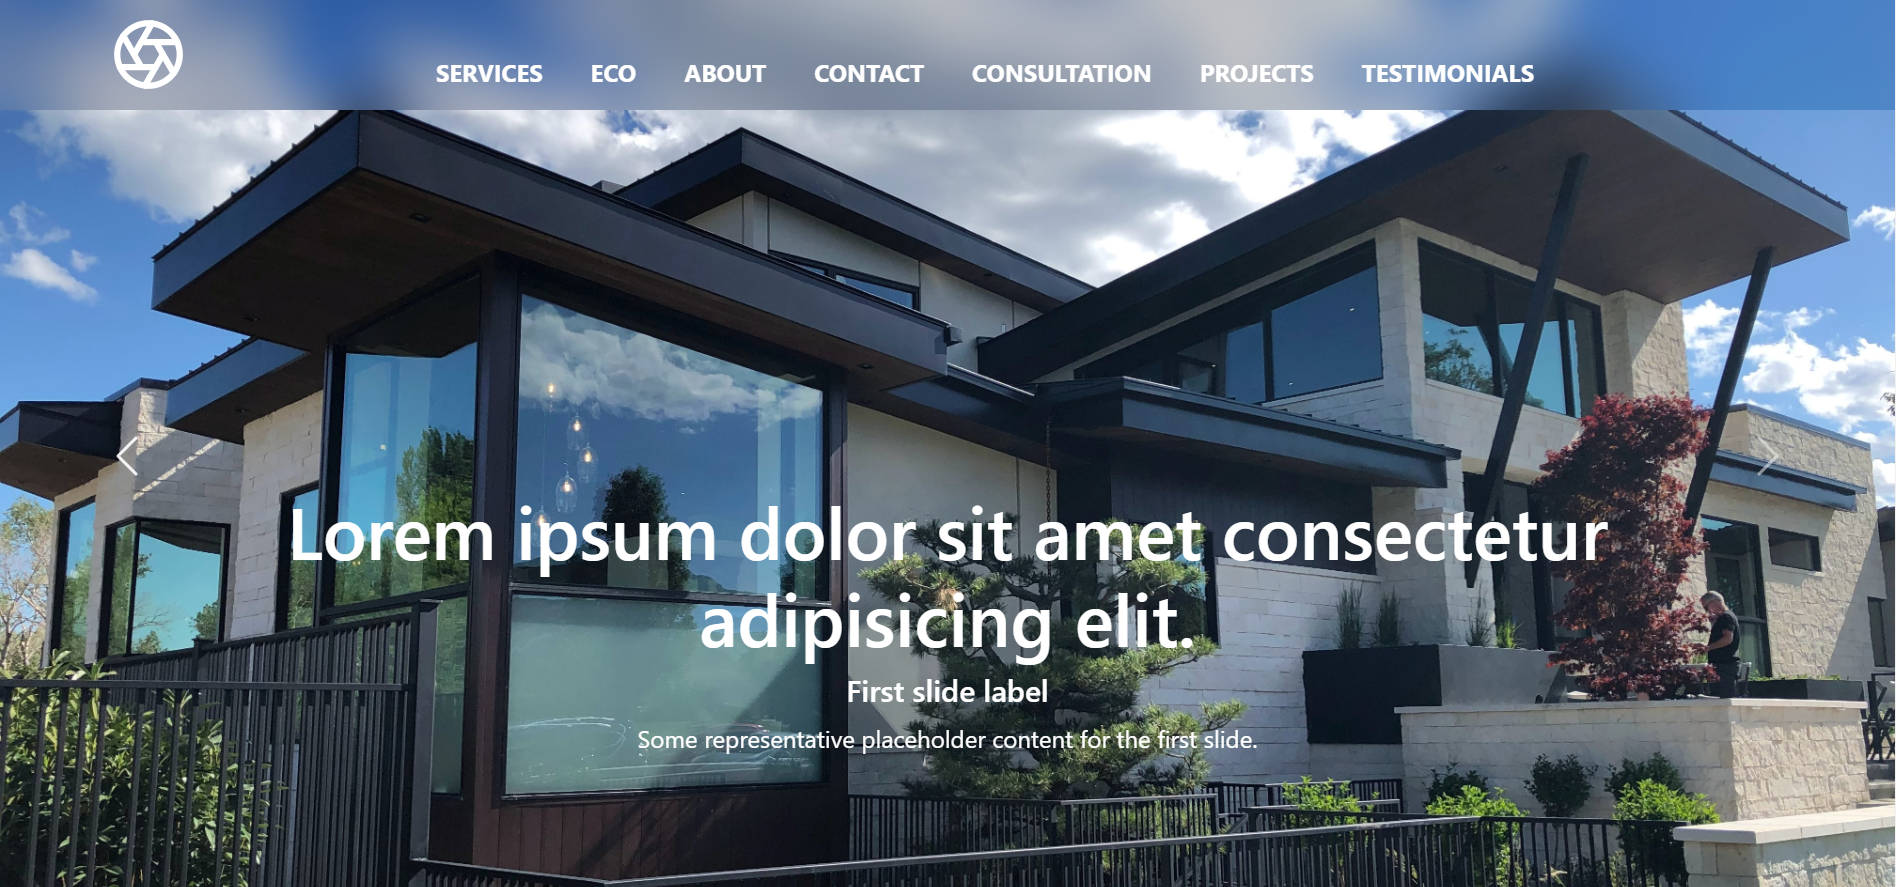 SERVICES ECO ABOUT CONTACT CONSULTATION PROJECTS TESTIMONIALS
Lorem ipsum dolor sit amet consectetur
adipisicing elit.
First slide label
Some representative placeholder content for the first slide.